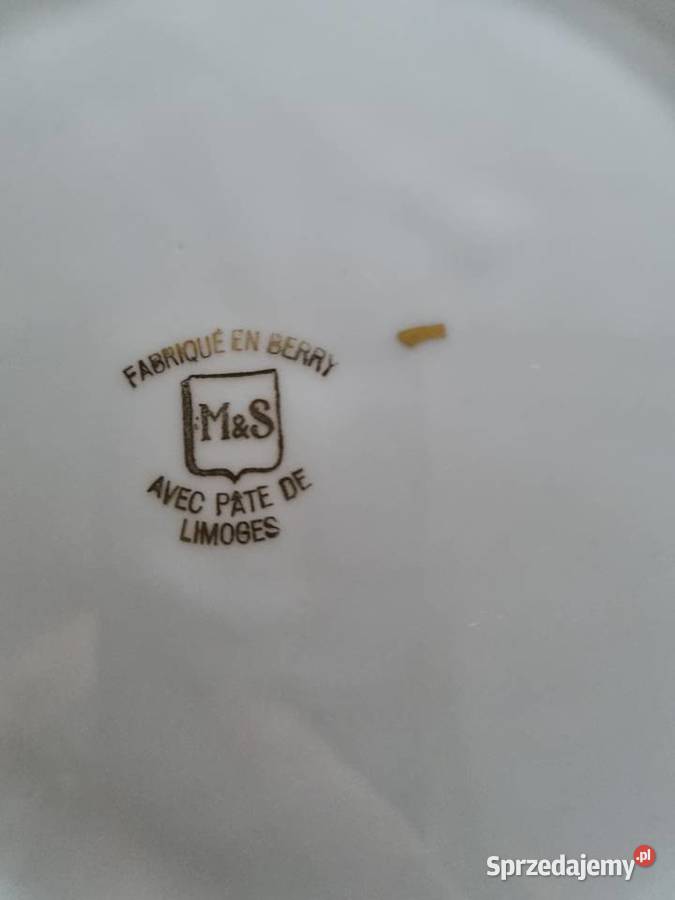 FABRIQUÉ EN BERRY
M&S
AVEC PÂTE DE
LIMOGES
Sprzedajemy.pl